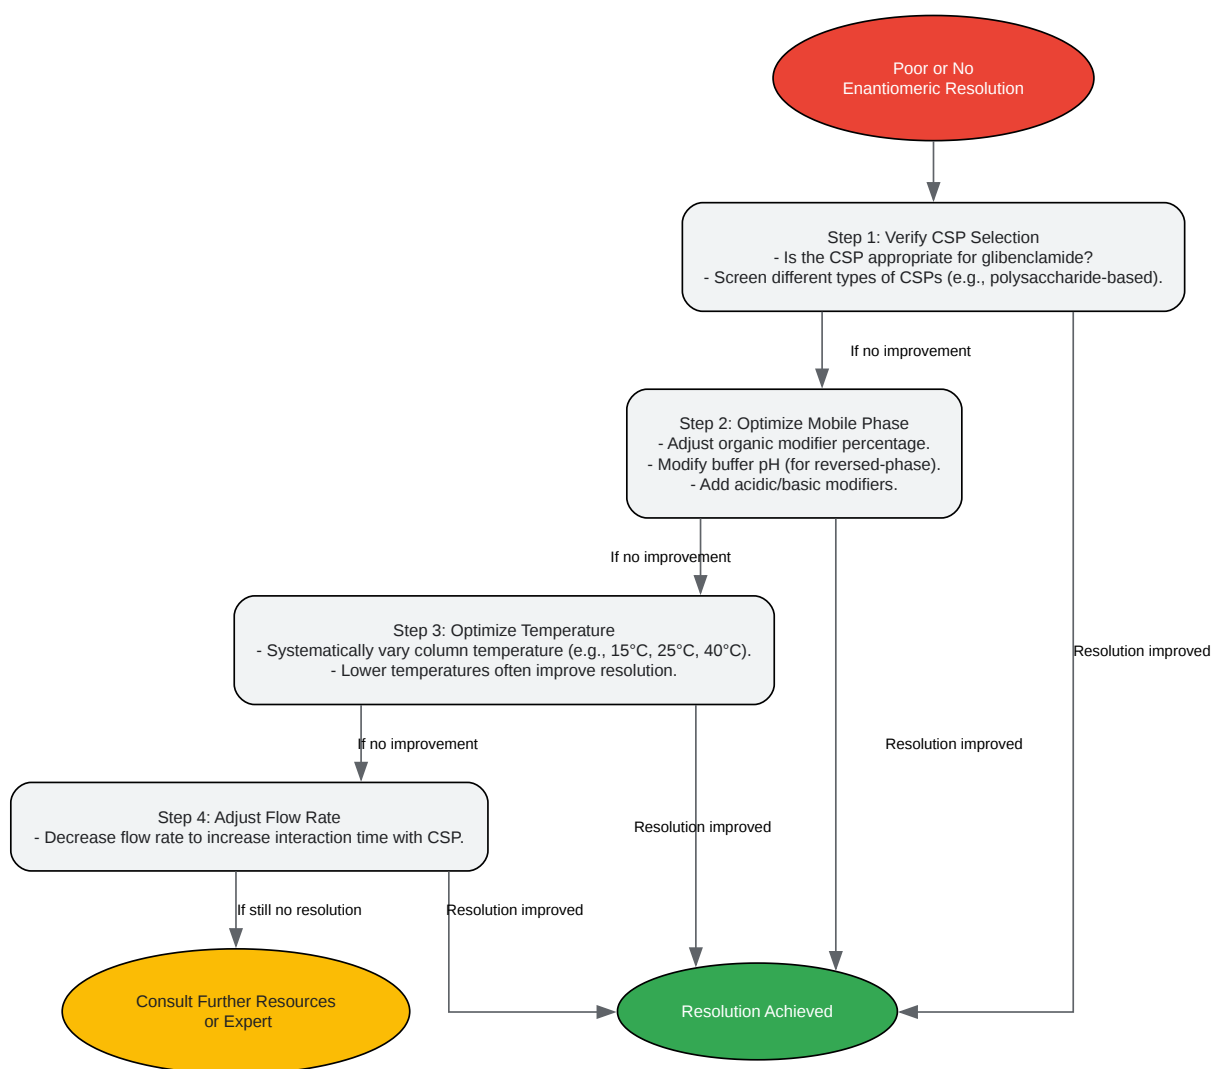 Poor or No
Enantiomeric Resolution
Step 1: Verify CSP Selection
- Is the CSP appropriate for glibenclamide?
- Screen different types of CSPs (e.g., polysaccharide-based).
If no improvement
Step 2: Optimize Mobile Phase
- Adjust organic modifier percentage.
- Modify buffer pH (for reversed-phase).
- Add acidic/basic modifiers.
If no improvement
Step 3: Optimize Temperature
- Systematically vary column temperature (e.g., 15°C, 25°C, 40°C).
- Lower temperatures often improve resolution.
Resolution improved
If no improvement
Resolution improved
Step 4: Adjust Flow Rate
- Decrease flow rate to increase interaction time with CSP.
Resolution improved
If still no resolution
Resolution improved
Consult Further Resources
or Expert
Resolution Achieved